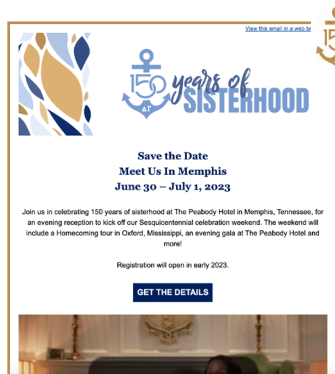 View this email in a web br
150
years of
SISTERHOOD
ΔΓ
Save the Date
Meet Us In Memphis
June 30 – July 1, 2023
Join us in celebrating 150 years of sisterhood at The Peabody Hotel in Memphis, Tennessee, for
an evening reception to kick off our Sesquicentennial celebration weekend. The weekend will
include a Homecoming tour in Oxford, Mississippi, an evening gala at The Peabody Hotel and
more!
Registration will open in early 2023.
GET THE DETAILS